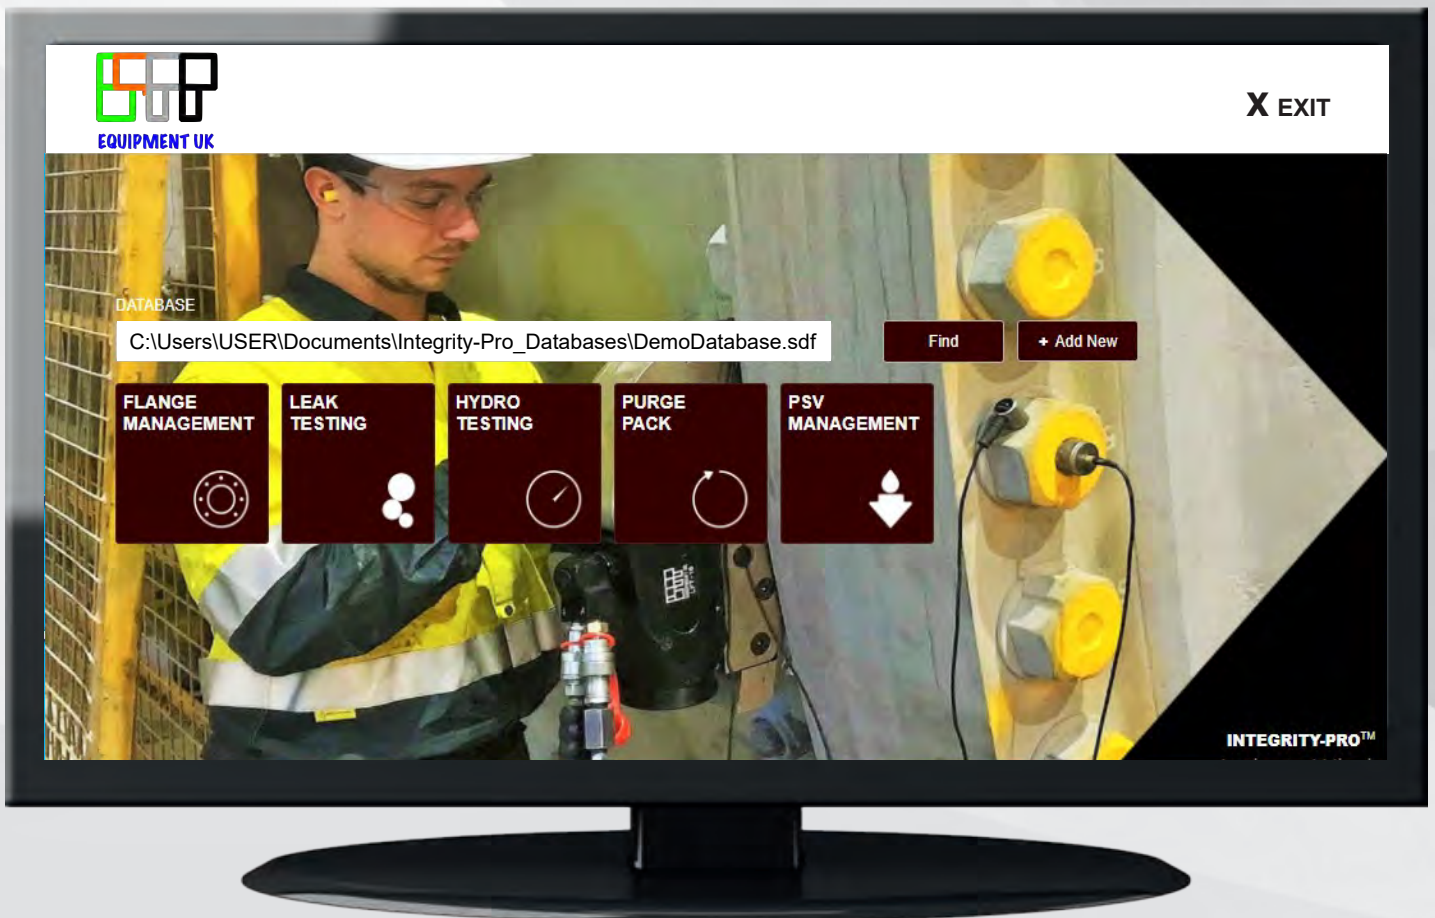 EQUIPMENT UK
X EXIT
DATABASE
C:\Users\USER\Documents\Integrity-Pro_Databases\DemoDatabase.sdf
Find
+ Add New
FLANGE
MANAGEMENT
LEAK
TESTING
HYDRO
TESTING
PURGE
PACK
PSV
MANAGEMENT
INTEGRITY-PRO™